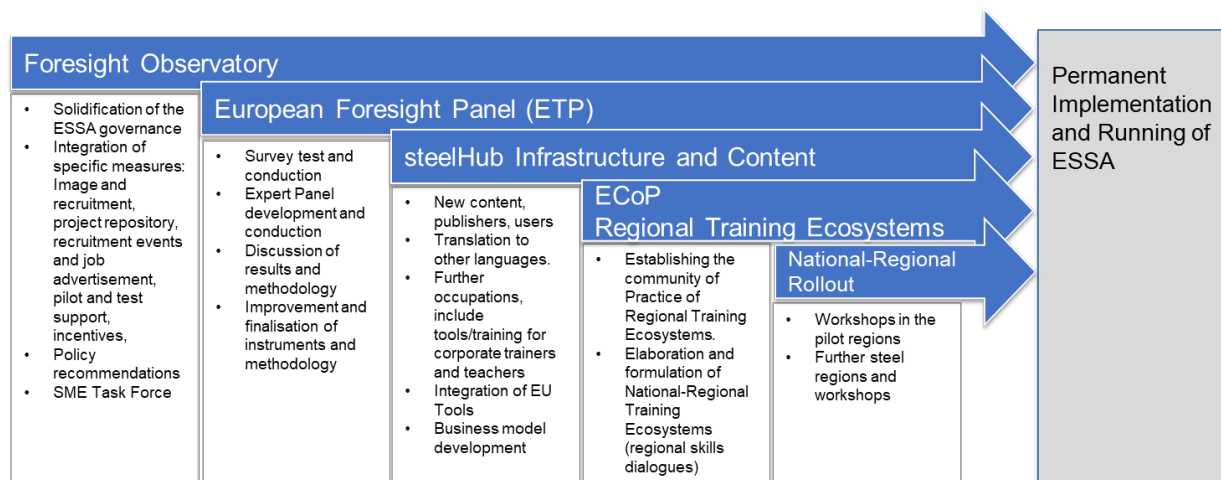 Foresight Observatory
• Solidification of the
ESSA governance
• Integration of
specific measures:
Image and
recruitment,
project repository,
recruitment events
and job
advertisement,
pilot and test
support,
incentives,
• Policy
recommendations
• SME Task Force
European Foresight Panel (ETP)
• Survey test and
conduction
• Expert Panel
development and
conduction
• Discussion of
results and
methodology
• Improvement and
finalisation of
instruments and
methodology
steelHub Infrastructure and Content
• New content,
publishers, users
• Translation to
other languages.
• Further
occupations,
include
tools/training for
corporate trainers
and teachers
• Integration of EU
Tools
• Business model
development
ECoP
Regional Training Ecosystems
• Establishing the
community of
Practice of
Regional Training
Ecosystems.
• Elaboration and
formulation of
National-Regional
Training
Ecosystems
(regional skills
dialogues)
National-Regional
Rollout
• Workshops in the
pilot regions
• Further steel
regions and
workshops
Permanent
Implementation
and Running of
ESSA